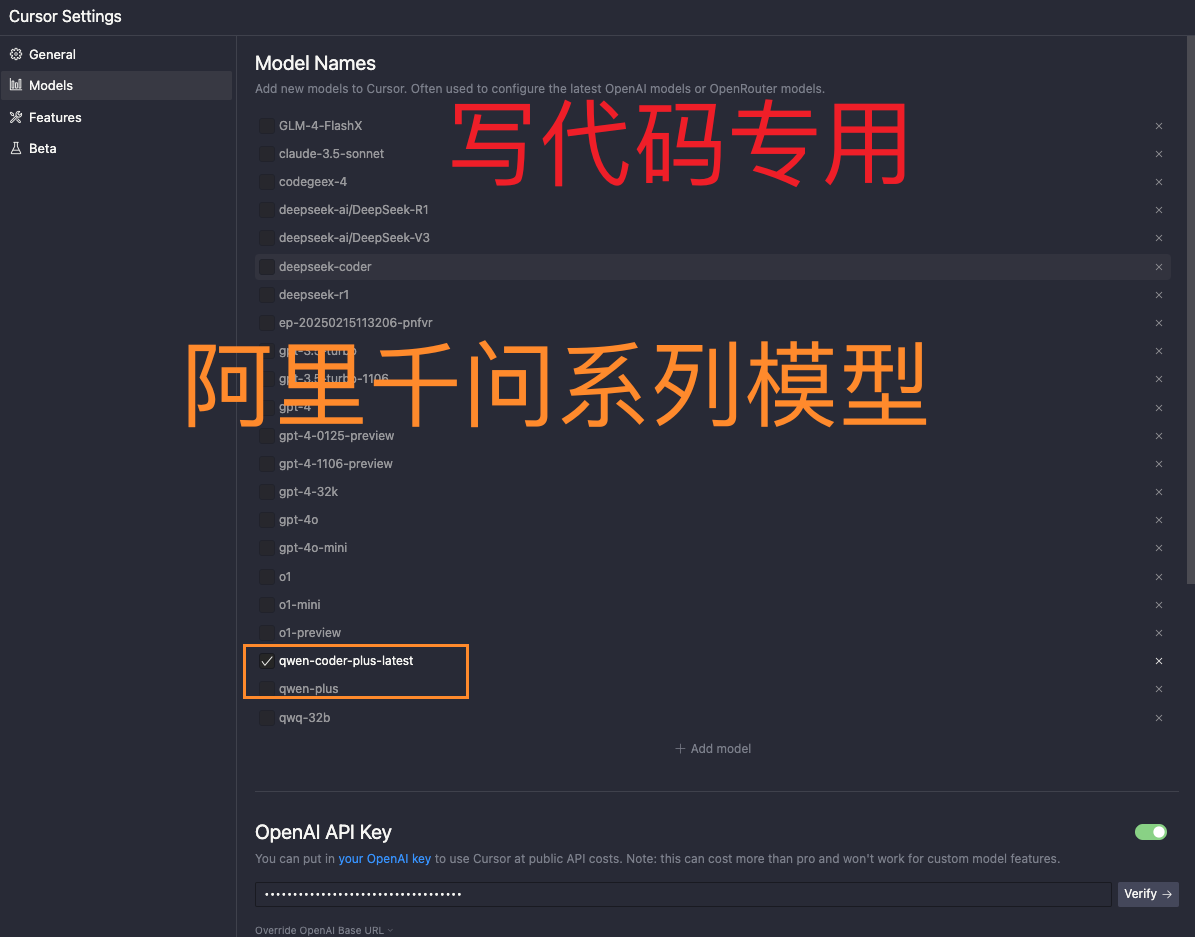 Cursor Settings
General
Models
Features
Beta
Model Names
Add new models to Cursor. Often used to configure the latest OpenAI models or OpenRouter models.
写代码专用
GLM-4-FlashX
claude-3.5-sonnet
codegeex-4
deepseek-ai/DeepSeek-R1
deepseek-ai/DeepSeek-V3
deepseek-coder
deepseek-r1
ep-20250215113206-pnfvr
阿里千问系列模型
gpt-3.5-turbo
gpt-3.5-turbo-1106
gpt-4
gpt-4-0125-preview
gpt-4-1106-preview
gpt-4-32k
gpt-4o
gpt-4o-mini
o1
o1-mini
o1-preview
qwen-coder-plus-latest
qwen-plus
qwq-32b
+ Add model
OpenAI API Key
You can put in your OpenAI key to use Cursor at public API costs. Note: this can cost more than pro and won't work for custom model features.
Verify →
Override OpenAI Base URL